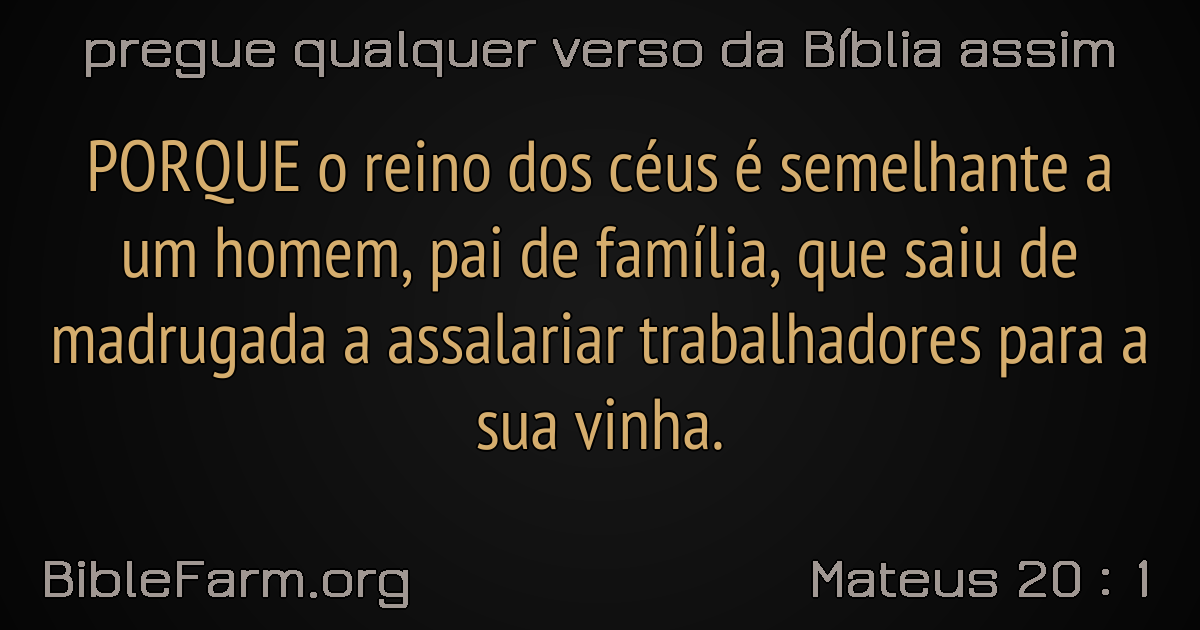 pregue qualquer verso da Bíblia assim
PORQUE o reino dos céus é semelhante a
um homem, pai de família, que saiu de
madrugada a assalariar trabalhadores para a
sua vinha.
BibleFarm.org
Mateus 20 : 1